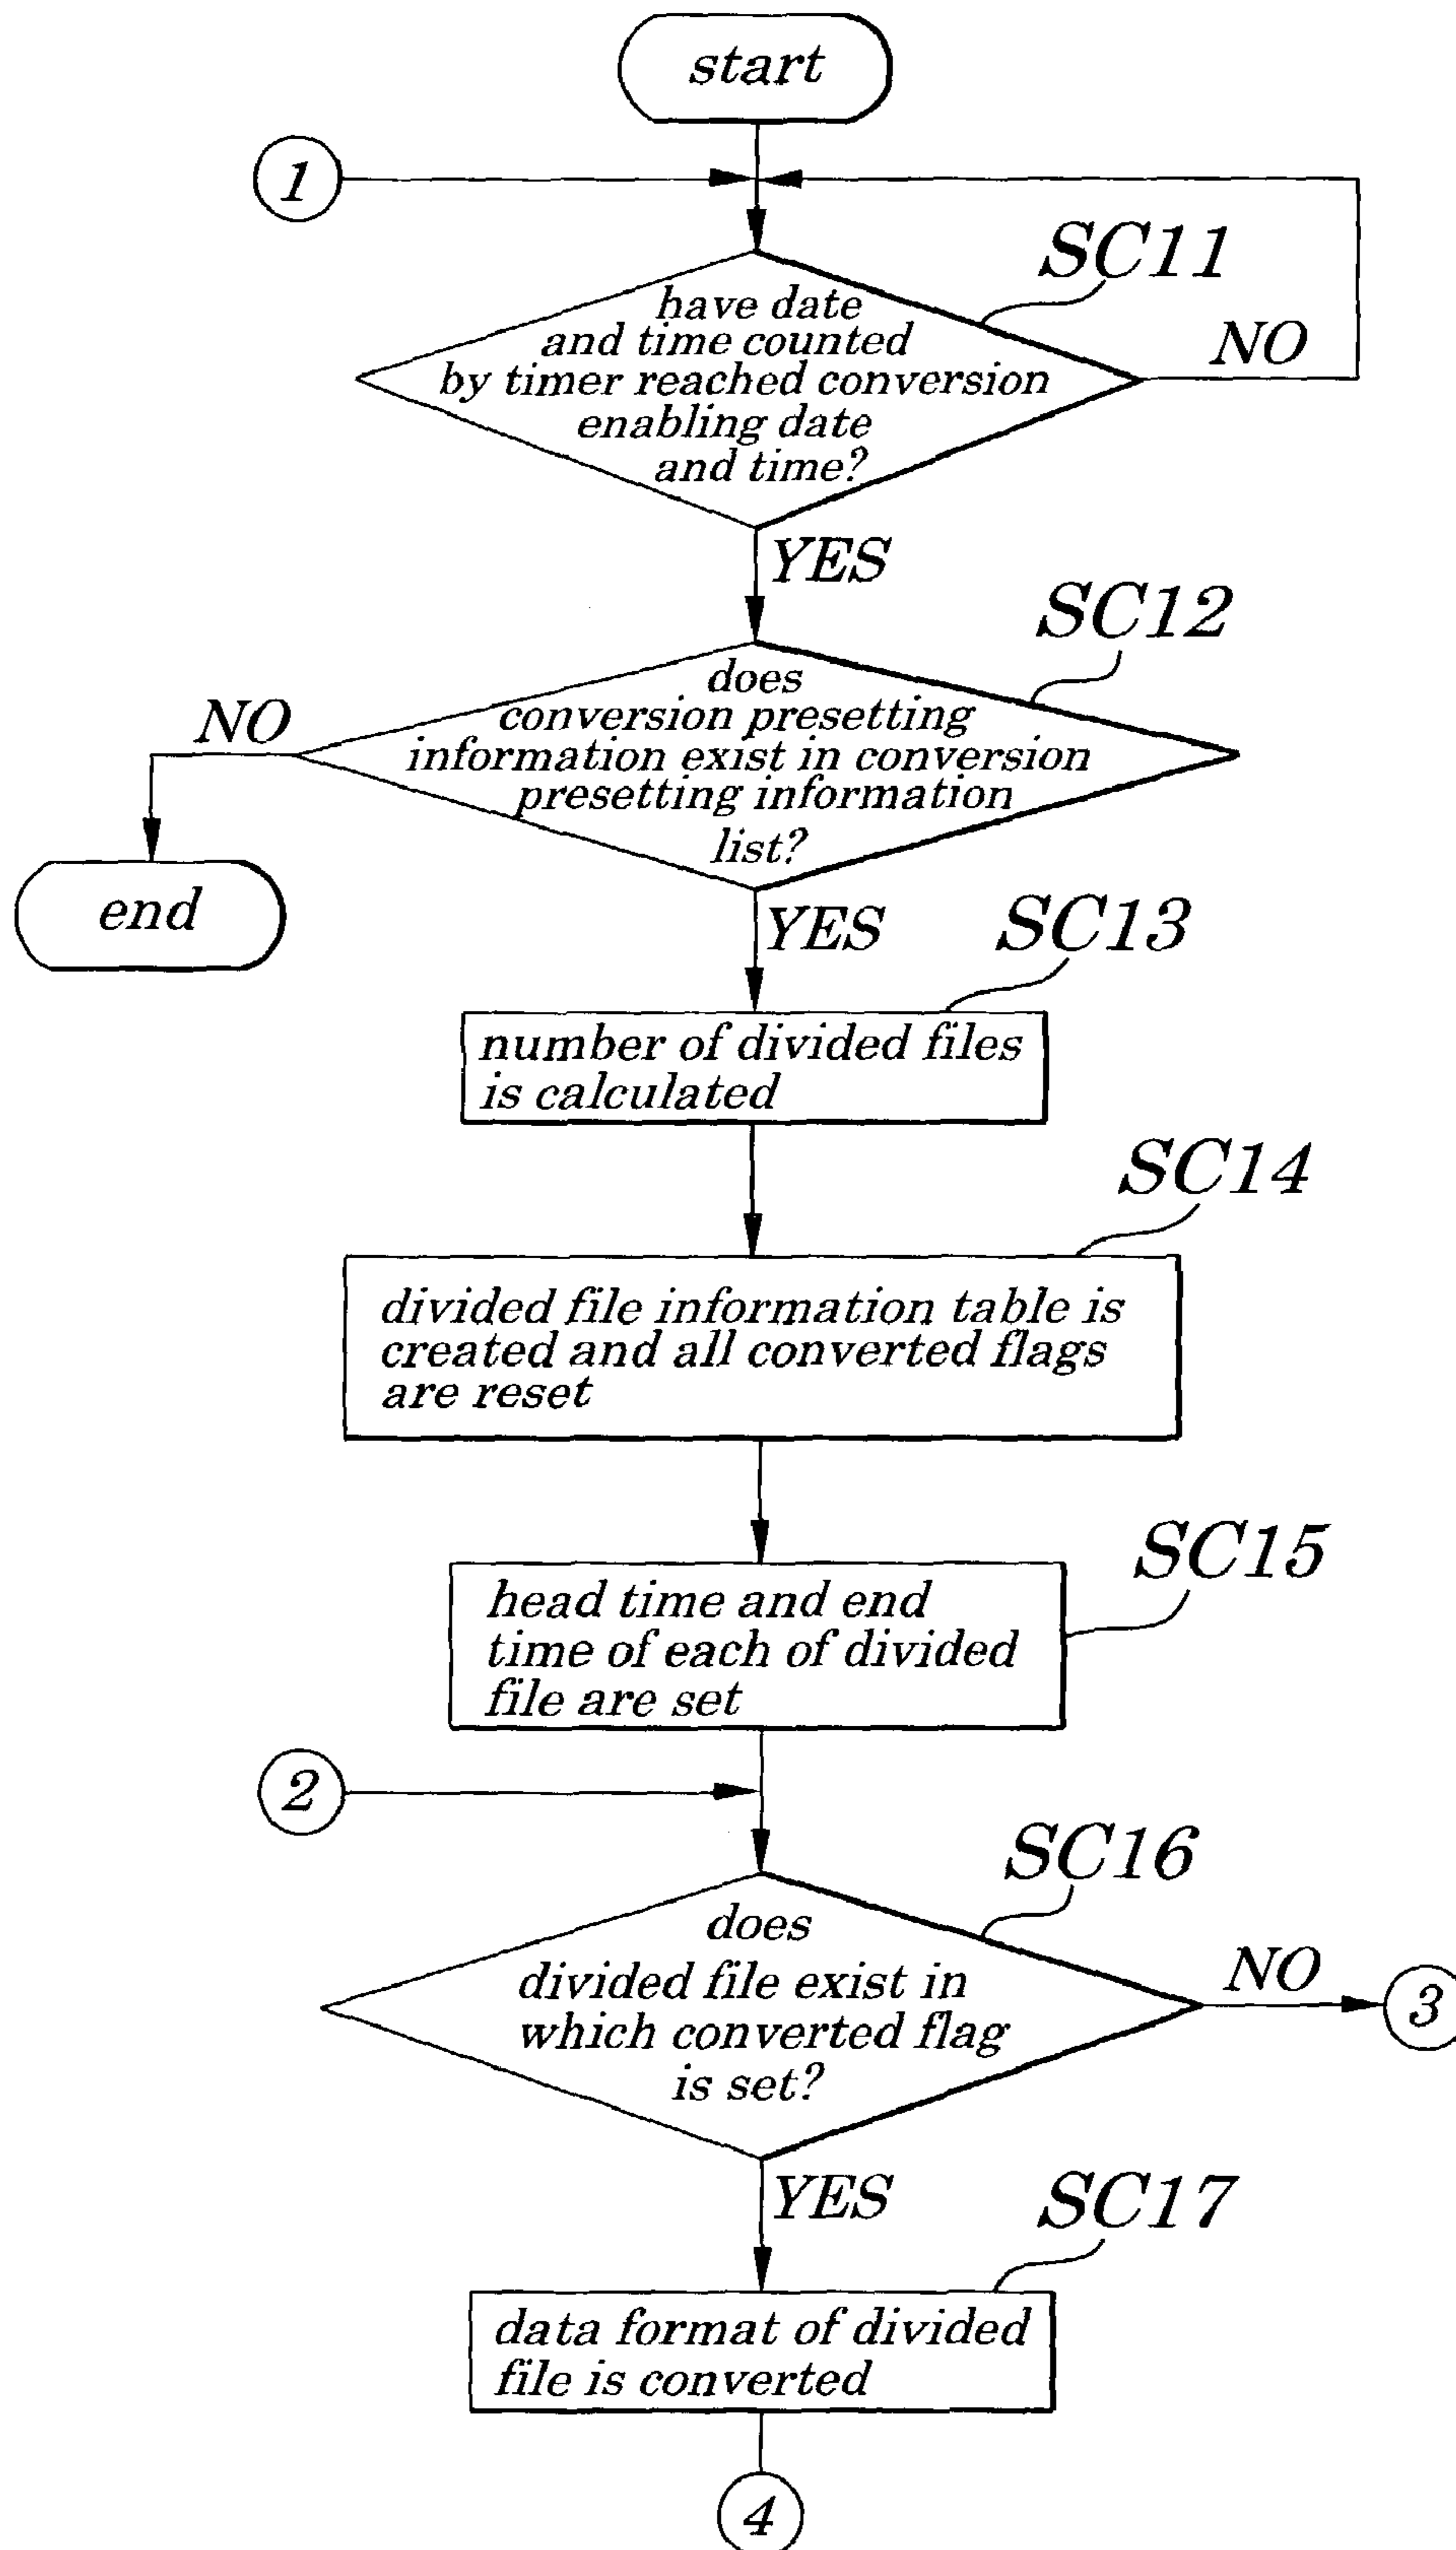 start
1
SC11
have date
and time counted
by timer reached conversion
enabling date
and time?
NO
YES
SC12
does
conversion presetting
information exist in conversion
presetting information
list?
NO
end
YES
SC13
number of divided files
is calculated
SC14
divided file information table is
created and all converted flags
are reset
SC15
head time and end
time of each of divided
file are set
2
SC16
does
divided file exist in
which converted flag
is set?
NO
3
YES
SC17
data format of divided
file is converted
4